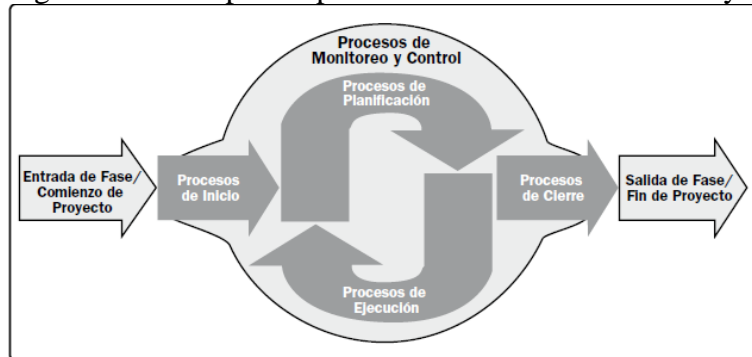 Procesos de
Monitoreo y Control
Procesos de
Planificación
Entrada de Fase/
Comienzo de
Proyecto
Procesos
de Inicio
Procesos
de Cierre
Salida de Fase/
Fin de Proyecto
Procesos de
Ejecución